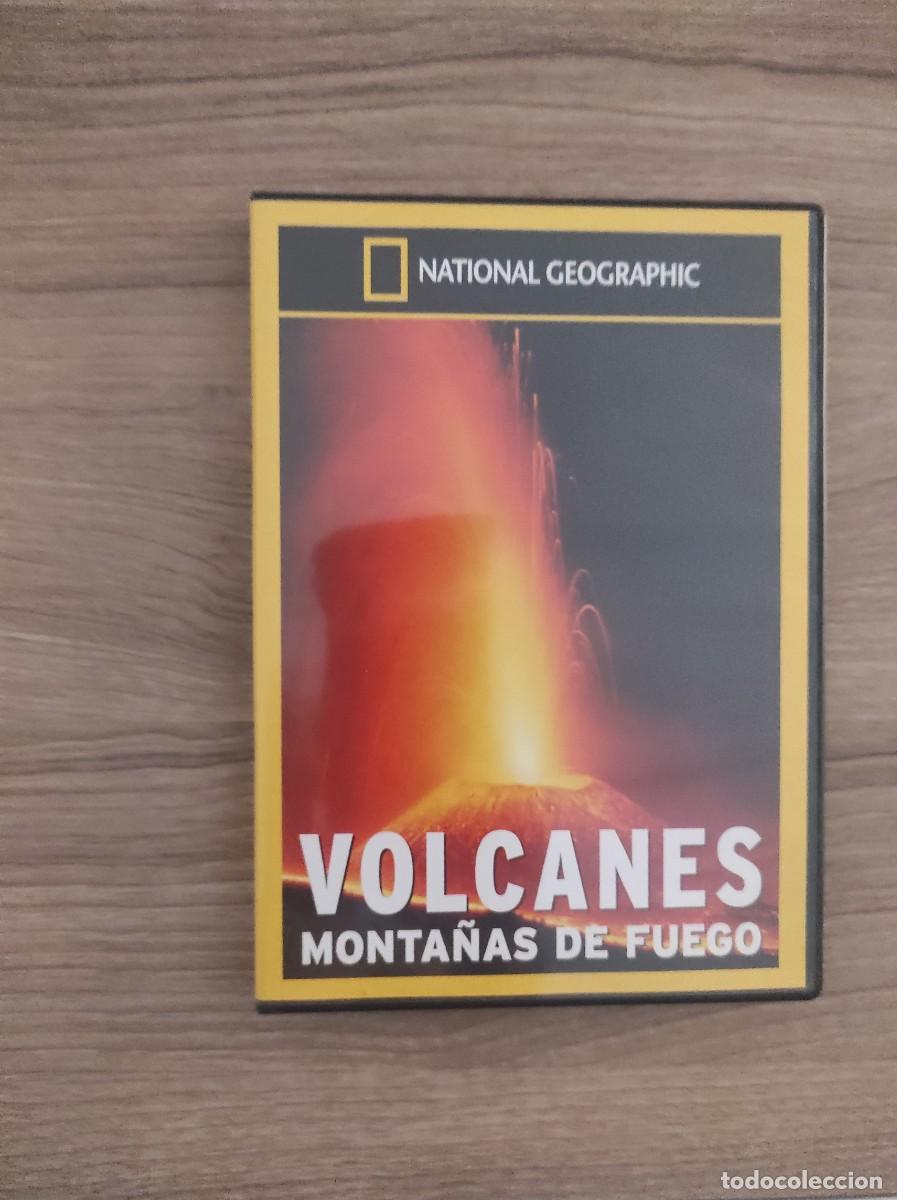 NATIONAL GEOGRAPHIC
VOLCANES
MONTAÑAS DE FUEGO
todocoleccion